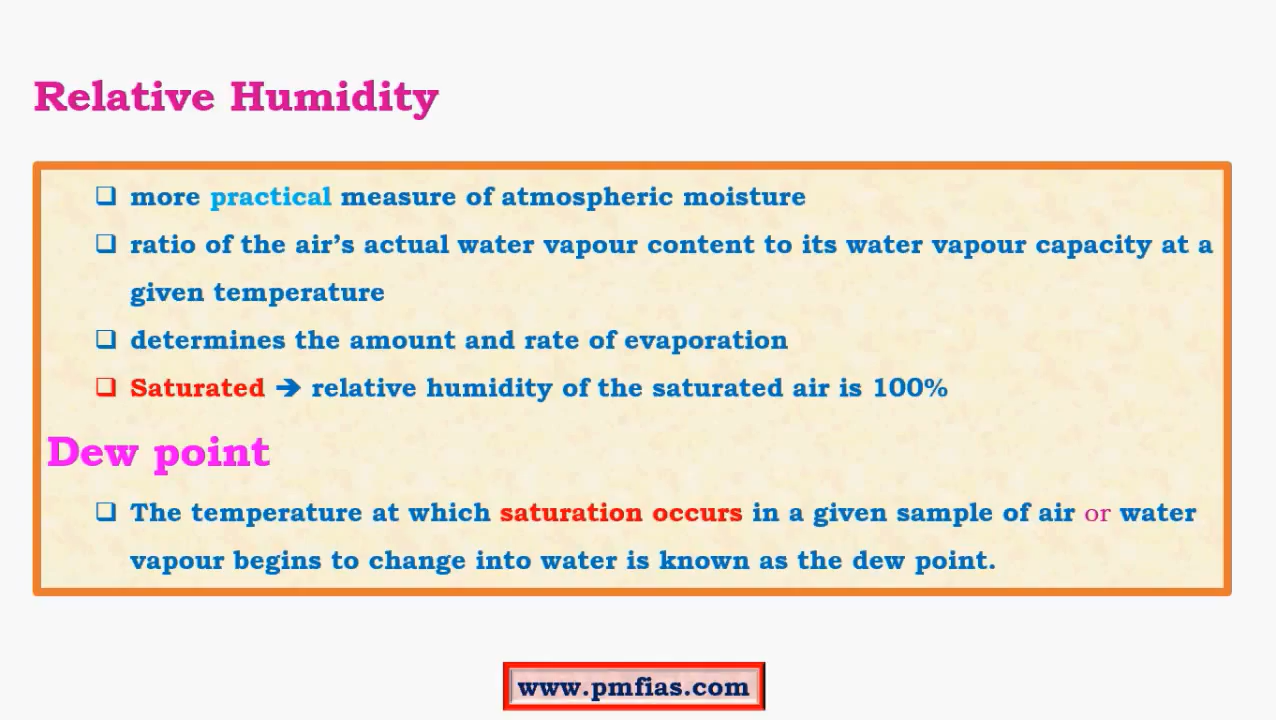 Relative Humidity
❑ more practical measure of atmospheric moisture
❑ ratio of the air’s actual water vapour content to its water vapour capacity at a
given temperature
❑ determines the amount and rate of evaporation
❑ Saturated ➔ relative humidity of the saturated air is 100%
Dew point
❑ The temperature at which saturation occurs in a given sample of air or water
vapour begins to change into water is known as the dew point.
www.pmfias.com